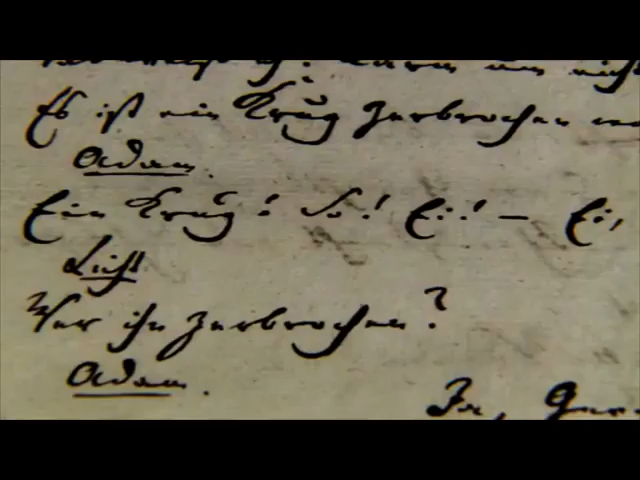 Es ist ein Krug zerbrochen
Adam.
Ein Krug! So! Ei! — Ei,
Licht
Wer ihn zerbrochen?
Adam.
Ja,